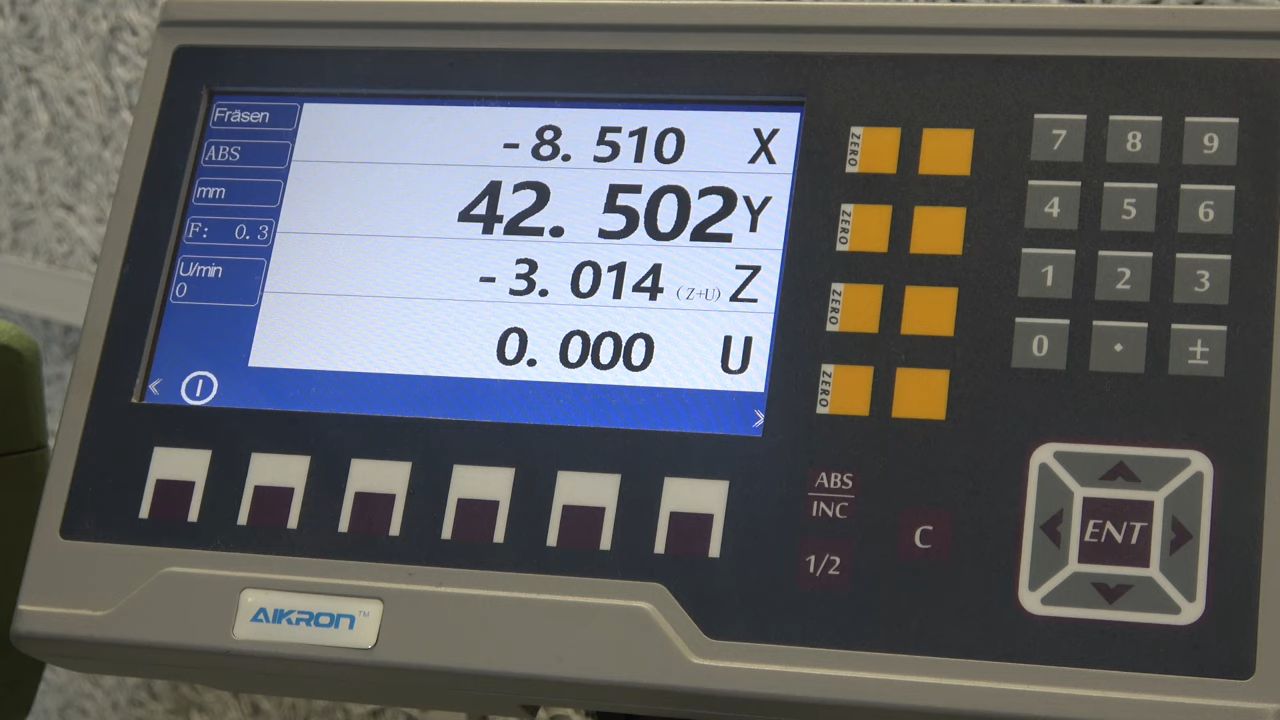 Fräsen
ABS
mm
F: 0.3
U/min
0
-8. 510 X
42. 502 Y
-3. 014 (Z+U) Z
0. 000 U
ZERO
ZERO
ZERO
ZERO
7 8 9
4 5 6
1 2 3
0 . ±
ABS
INC
1/2
C
ENT
AIKRON™